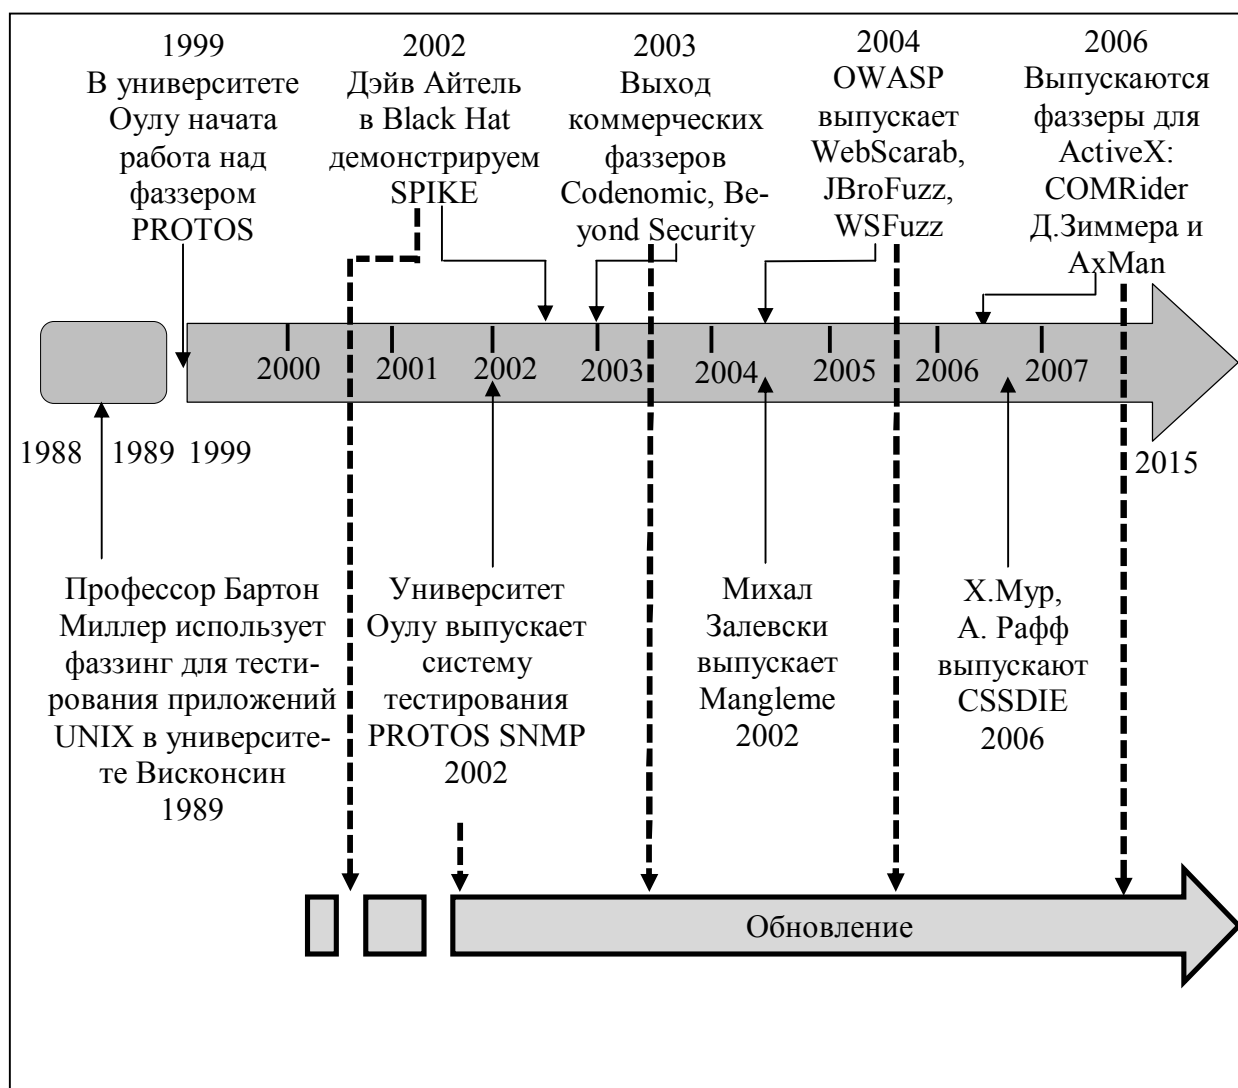 1999
В университете
Оулу начата
работа над
фаззером
PROTOS
2002
Дэйв Айтель
в Black Hat
демонстрируем
SPIKE
2003
Выход
коммерческих
фаззеров
Codenomic, Be-
yond Security
2004
OWASP
выпускает
WebScarab,
JBroFuzz,
WSFuzz
2006
Выпускаются
фаззеры для
ActiveX:
COMRider
Д.Зиммера и
AxMan
2000
2001
2002
2003
2004
2005
2006
2007
1988
1989
1999
2015
Профессор Бартон
Миллер использует
фаззинг для тести-
рования приложений
UNIX в университе-
те Висконсин
1989
Университет
Оулу выпускает
систему
тестирования
PROTOS SNMP
2002
Михал
Залевски
выпускает
Mangleme
2002
Х.Мур,
А. Рафф
выпускают
CSSDIE
2006
Обновление